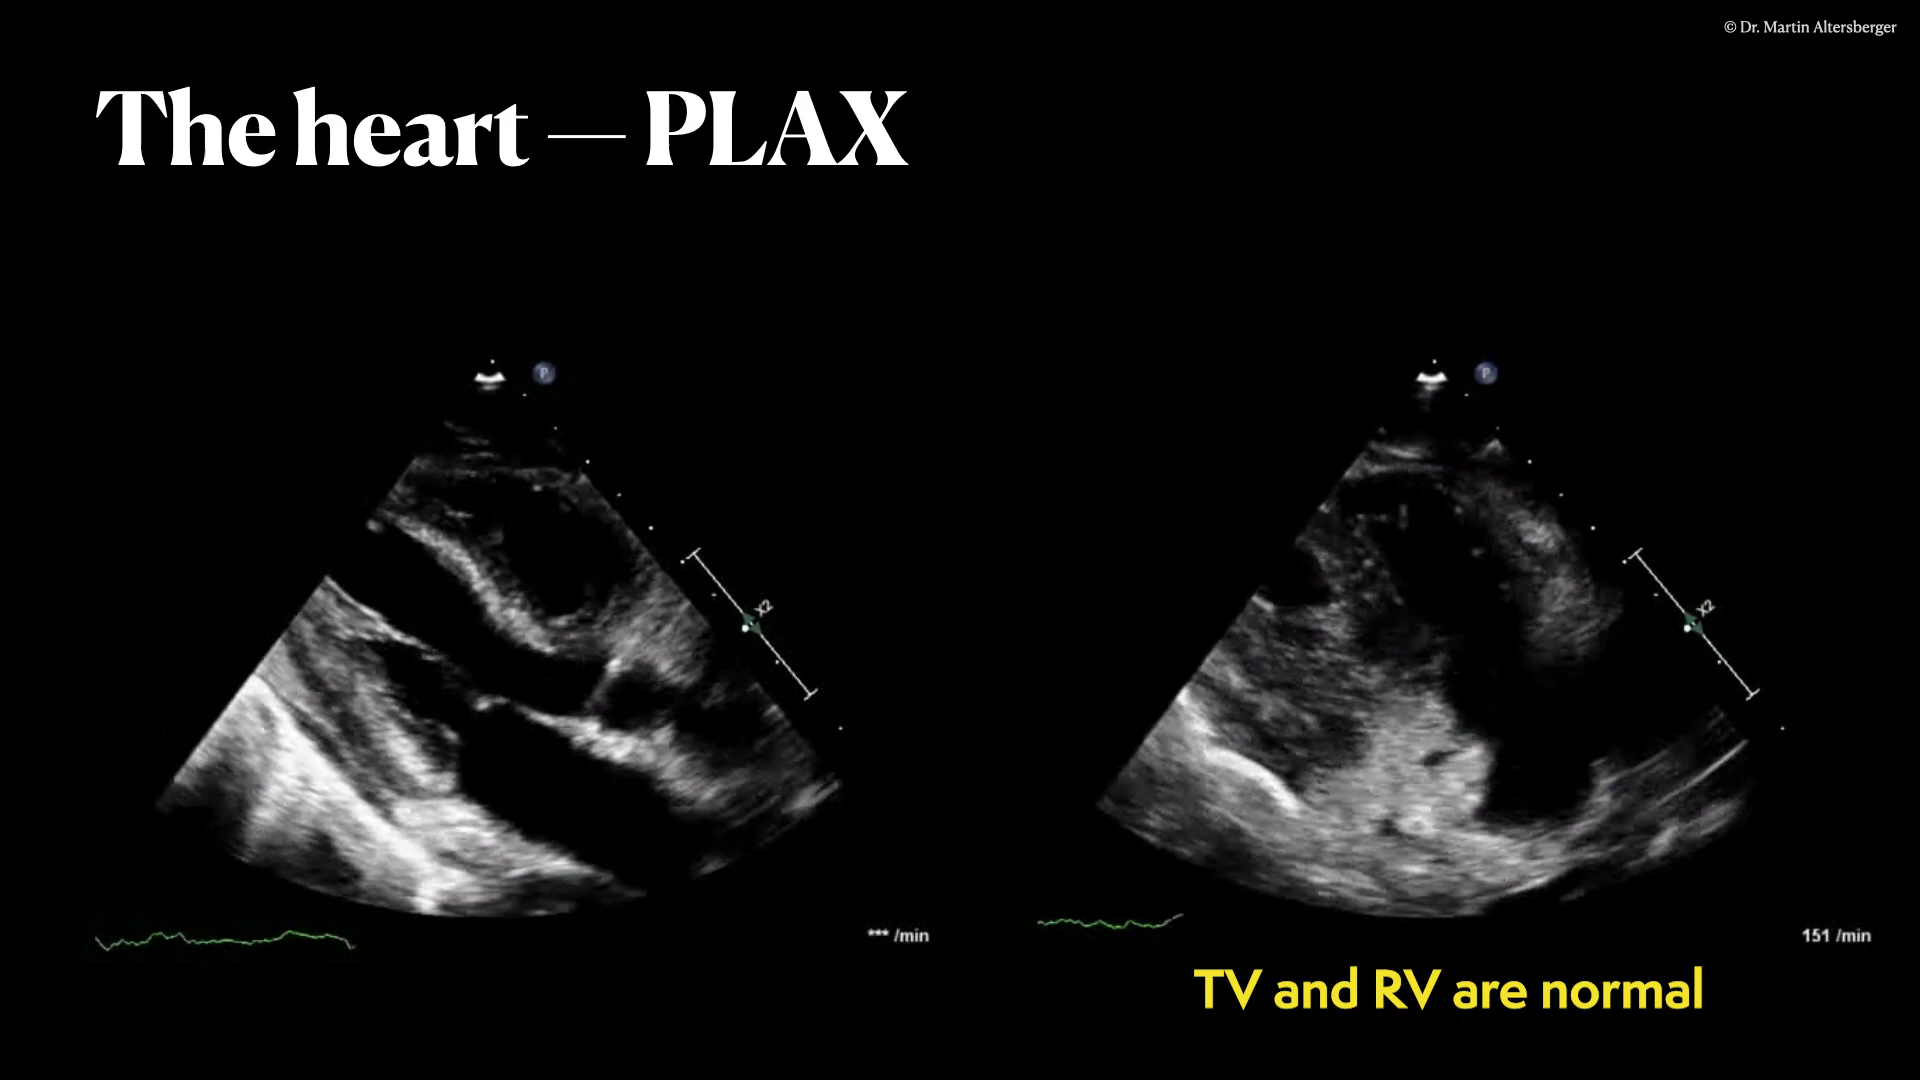 © Dr. Martin Altersberger
The heart — PLAX
P
P
X2
X2
*** /min
151 /min
TV and RV are normal